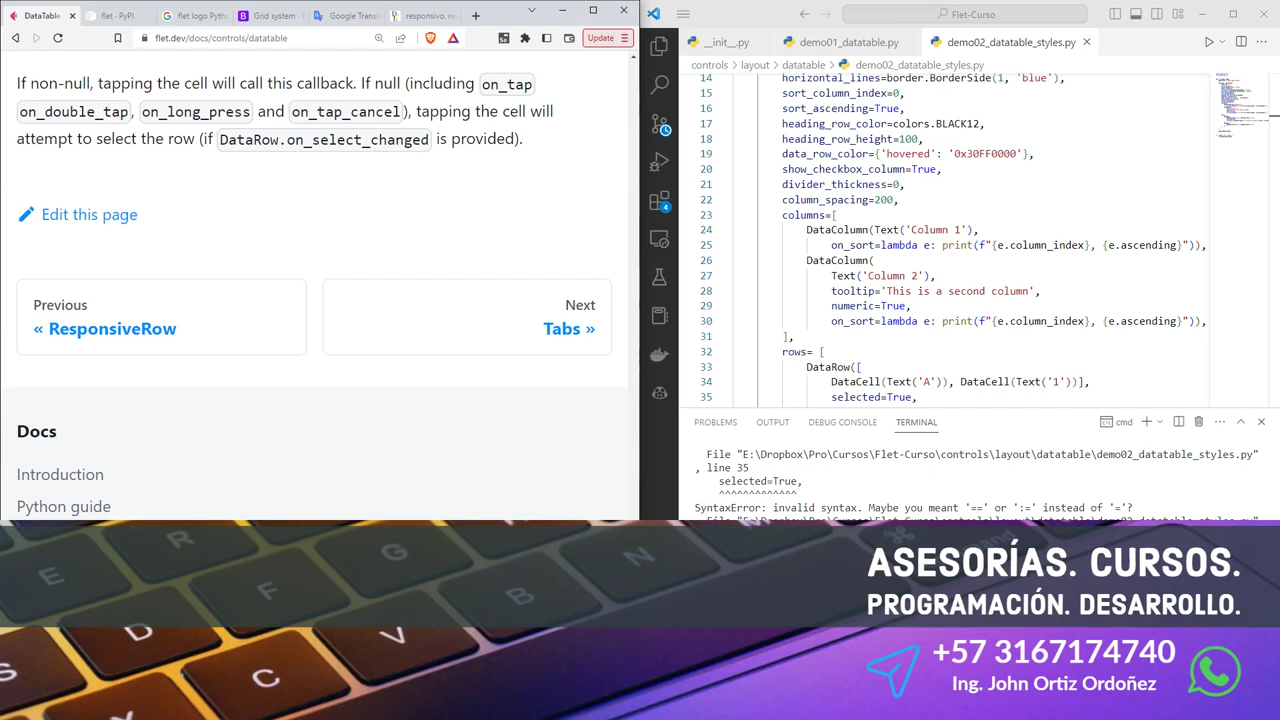 DataTable
flet - PyPI
flet logo Pyth
Grid system -
Google Transl
responsivo, res
flet.dev/docs/controls/datatable
Update
If non-null, tapping the cell will call this callback. If null (including on_tap
on_double_tap, on_long_press and on_tap_cancel), tapping the cell will
attempt to select the row (if DataRow.on_select_changed is provided).
Edit this page
Previous
« ResponsiveRow
Next
Tabs »
Docs
Introduction
Python guide
Flet-Curso
__init__.py
demo01_datatable.py
demo02_datatable_styles.py
controls > layout > datatable > demo02_datatable_styles.py
14 horizontal_lines=border.BorderSide(1, 'blue'),
15 sort_column_index=0,
16 sort_ascending=True,
17 heading_row_color=colors.BLACK12,
18 heading_row_height=100,
19 data_row_color={'hovered': '0x30FF0000'},
20 show_checkbox_column=True,
21 divider_thickness=0,
22 column_spacing=200,
23 columns=[
24 DataColumn(Text('Column 1'),
25 on_sort=lambda e: print(f"{e.column_index}, {e.ascending}")),
26 DataColumn(
27 Text('Column 2'),
28 tooltip='This is a second column',
29 numeric=True,
30 on_sort=lambda e: print(f"{e.column_index}, {e.ascending}")),
31 ],
32 rows= [
33 DataRow([
34 DataCell(Text('A')), DataCell(Text('1'))],
35 selected=True,
4
PROBLEMS
OUTPUT
DEBUG CONSOLE
TERMINAL
cmd
File "E:\Dropbox\Pro\Cursos\Flet-Curso\controls\layout\datatable\demo02_datatable_styles.py"
, line 35
selected=True,
^^^^^^^^^^^^^
SyntaxError: invalid syntax. Maybe you meant '==' or ':=' instead of '='?
ASESORÍAS. CURSOS.
PROGRAMACIÓN. DESARROLLO.
+57 3167174740
Ing. John Ortiz Ordoñez